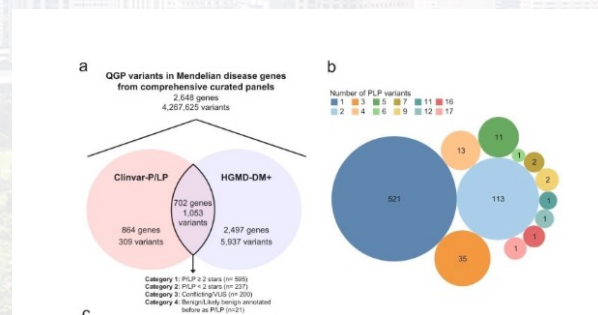 a
QGP variants in Mendelian disease genes
from comprehensive curated panels
2,648 genes
4,267,625 variants
Clinvar-P/LP
HGMD-DM+
702 genes
1,053
variants
864 genes
309 variants
2,497 genes
5,937 variants
Category 1: P/LP ≥ 2 stars (n= 595)
Category 2: P/LP < 2 stars (n= 237)
Category 3: Conflicting/VUS (n= 200)
Category 4: Benign/Likely benign annotated
before as P/LP (n=21)
b
Number of PLP variants
1 3 5 7 11 16
2 4 6 9 12 17
521
13
11
1
2
2
113
1
1
1
1
35
c